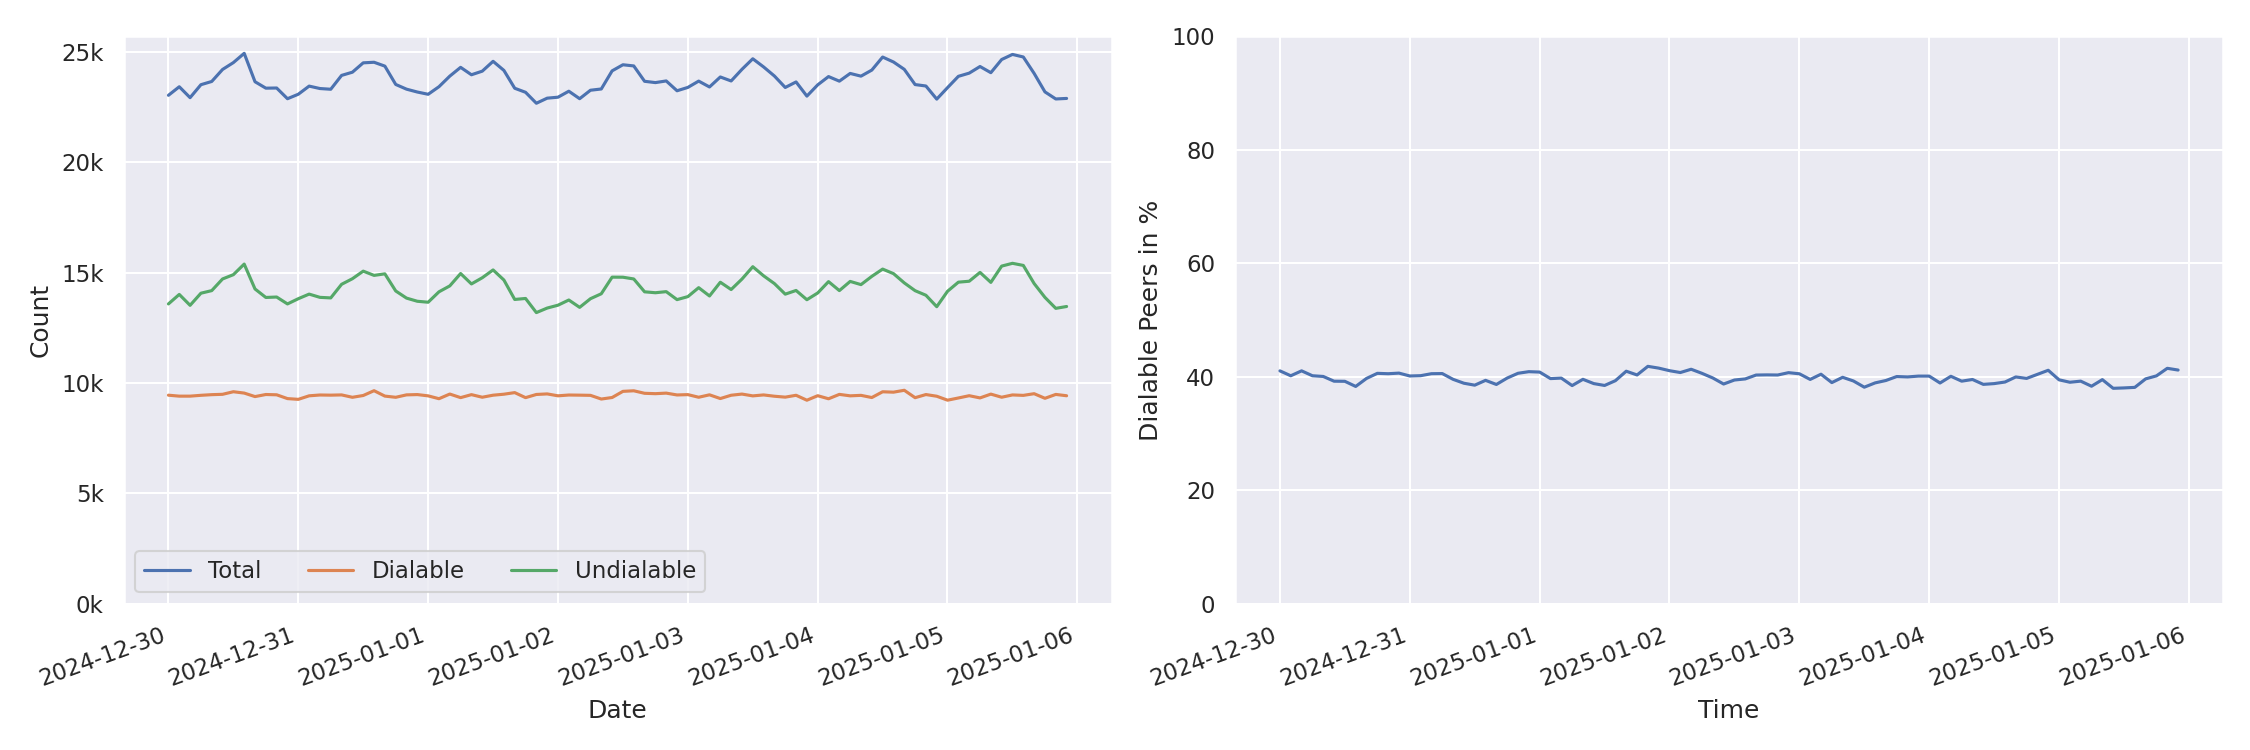 25k
20k
15k
10k
5k
0k
Count
Total
Dialable
Undialable
2024-12-30
2024-12-31
2025-01-01
2025-01-02
2025-01-03
2025-01-04
2025-01-05
2025-01-06
Date
100
80
60
40
20
0
Dialable Peers in %
2024-12-30
2024-12-31
2025-01-01
2025-01-02
2025-01-03
2025-01-04
2025-01-05
2025-01-06
Time